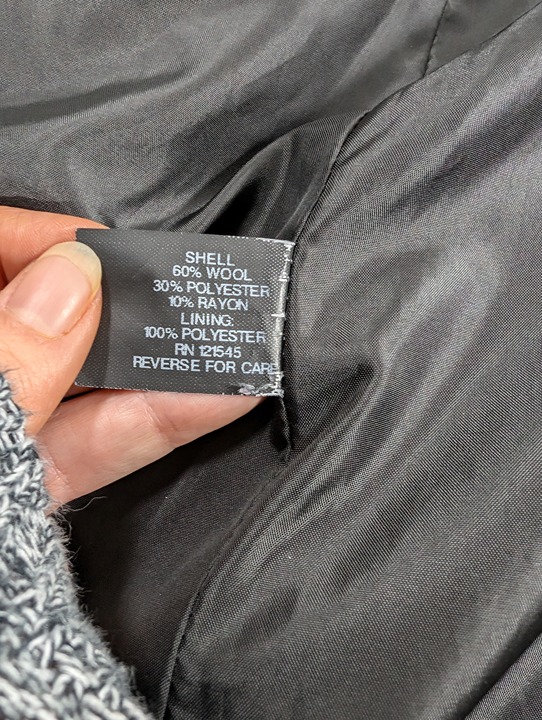 SHELL
60% WOOL
30% POLYESTER
10% RAYON
LINING:
100% POLYESTER
RN 121545
REVERSE FOR CARE